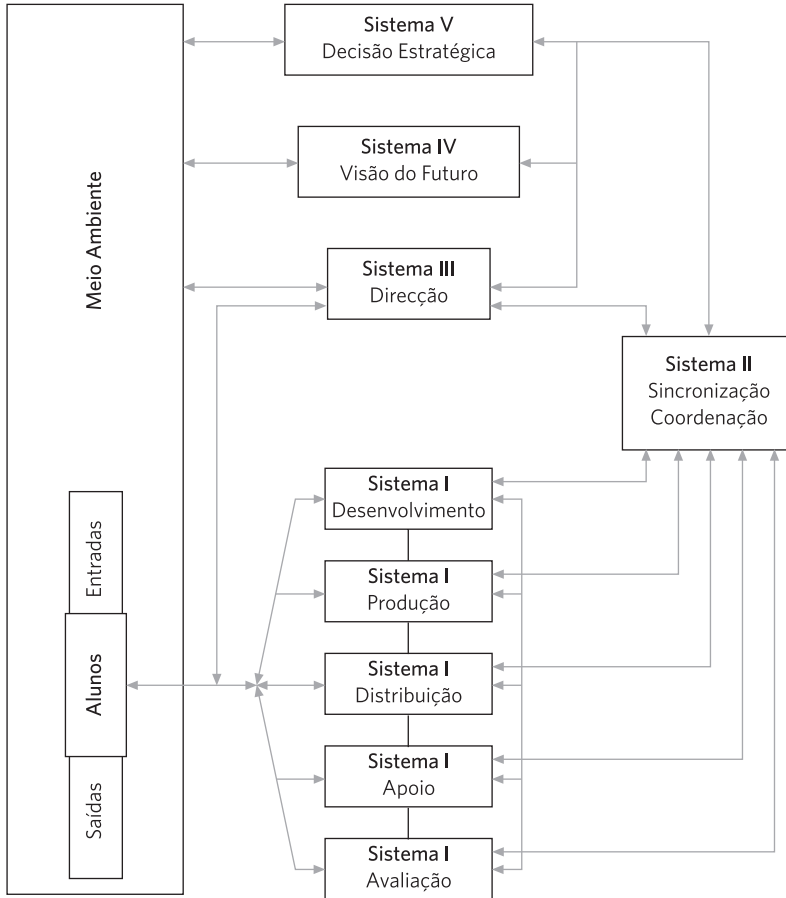 Sistema V
Decisão Estratégica
Sistema IV
Visão do Futuro
Meio Ambiente
Sistema III
Direcção
Sistema II
Sincronização
Coordenação
Sistema I
Desenvolvimento
Entradas
Sistema I
Produção
Alunos
Sistema I
Distribuição
Sistema I
Apoio
Saídas
Sistema I
Avaliação